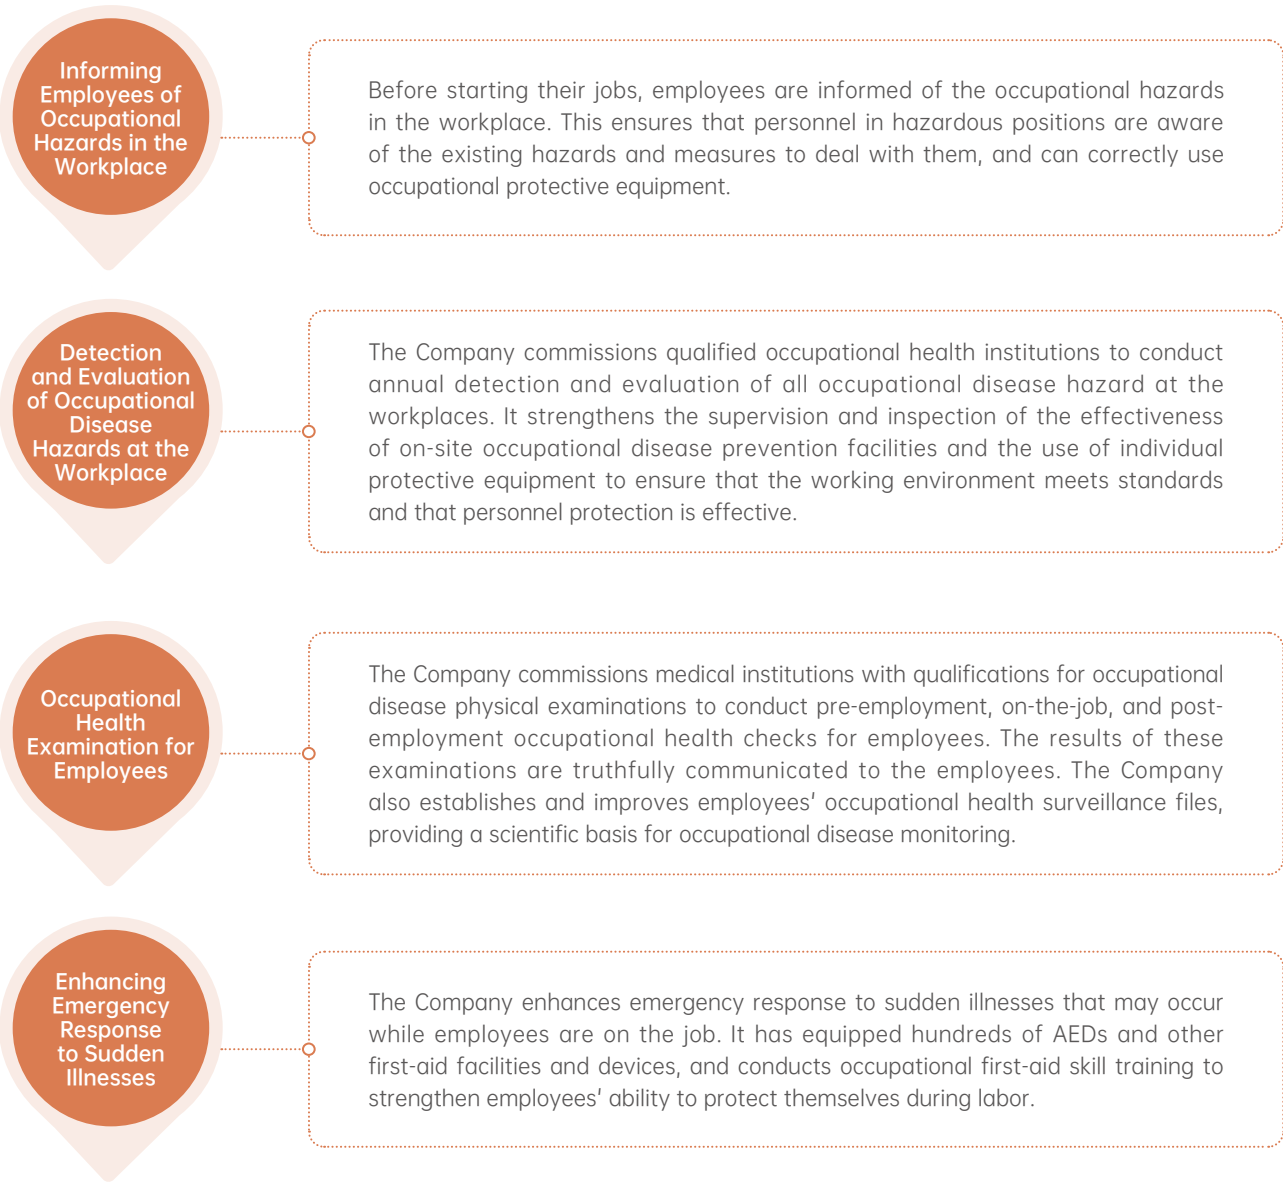 Informing
Employees of
Occupational
Hazards in the
Workplace
Before starting their jobs, employees are informed of the occupational hazards
in the workplace. This ensures that personnel in hazardous positions are aware
of the existing hazards and measures to deal with them, and can correctly use
occupational protective equipment.
Detection
and Evaluation
of Occupational
Disease
Hazards at the
Workplace
The Company commissions qualified occupational health institutions to conduct
annual detection and evaluation of all occupational disease hazard at the
workplaces. It strengthens the supervision and inspection of the effectiveness
of on-site occupational disease prevention facilities and the use of individual
protective equipment to ensure that the working environment meets standards
and that personnel protection is effective.
Occupational
Health
Examination for
Employees
The Company commissions medical institutions with qualifications for occupational
disease physical examinations to conduct pre-employment, on-the-job, and post-
employment occupational health checks for employees. The results of these
examinations are truthfully communicated to the employees. The Company
also establishes and improves employees’ occupational health surveillance files,
providing a scientific basis for occupational disease monitoring.
Enhancing
Emergency
Response
to Sudden
Illnesses
The Company enhances emergency response to sudden illnesses that may occur
while employees are on the job. It has equipped hundreds of AEDs and other
first-aid facilities and devices, and conducts occupational first-aid skill training to
strengthen employees’ ability to protect themselves during labor.